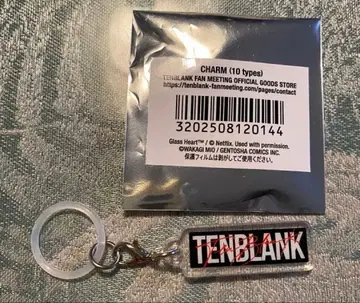 CHARM (10 types)
TENBLANK FAN MEETING OFFICIAL GOODS STORE
https://tenblank-fanmeeting.com/pages/contact
3202508120144
Glass Heart™ / © Netflix. Used with permission.
©WAKAGI MIO / GENTOSHA COMICS INC.
保護フィルムは剥がしてご使用ください。
TENBLANK